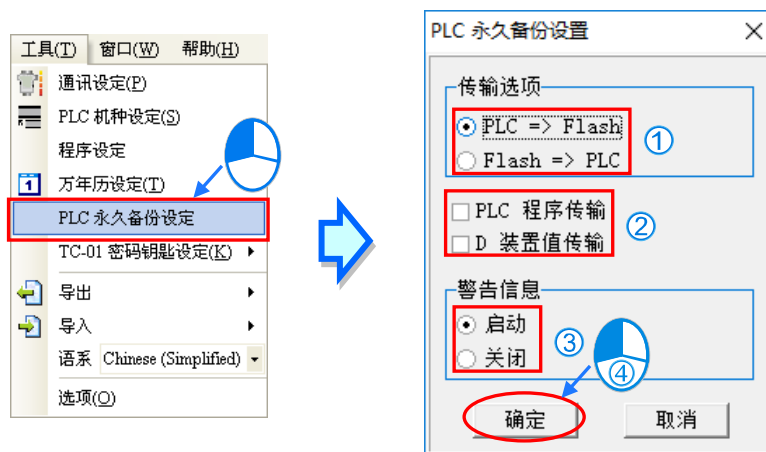 工具(T) 窗口(W) 帮助(H)
通讯设定(P)
PLC 机种设定(S)
程序设定
1 万年历设定(T)
PLC 永久备份设定
TC-01 密码钥匙设定(K)
导出
导入
语系 Chinese (Simplified)
选项(O)
PLC 永久备份设置
传输选项
PLC => Flash ①
Flash => PLC
PLC 程序传输 ②
D 装置值传输
警告信息
启动 ③
关闭
④
确定 取消